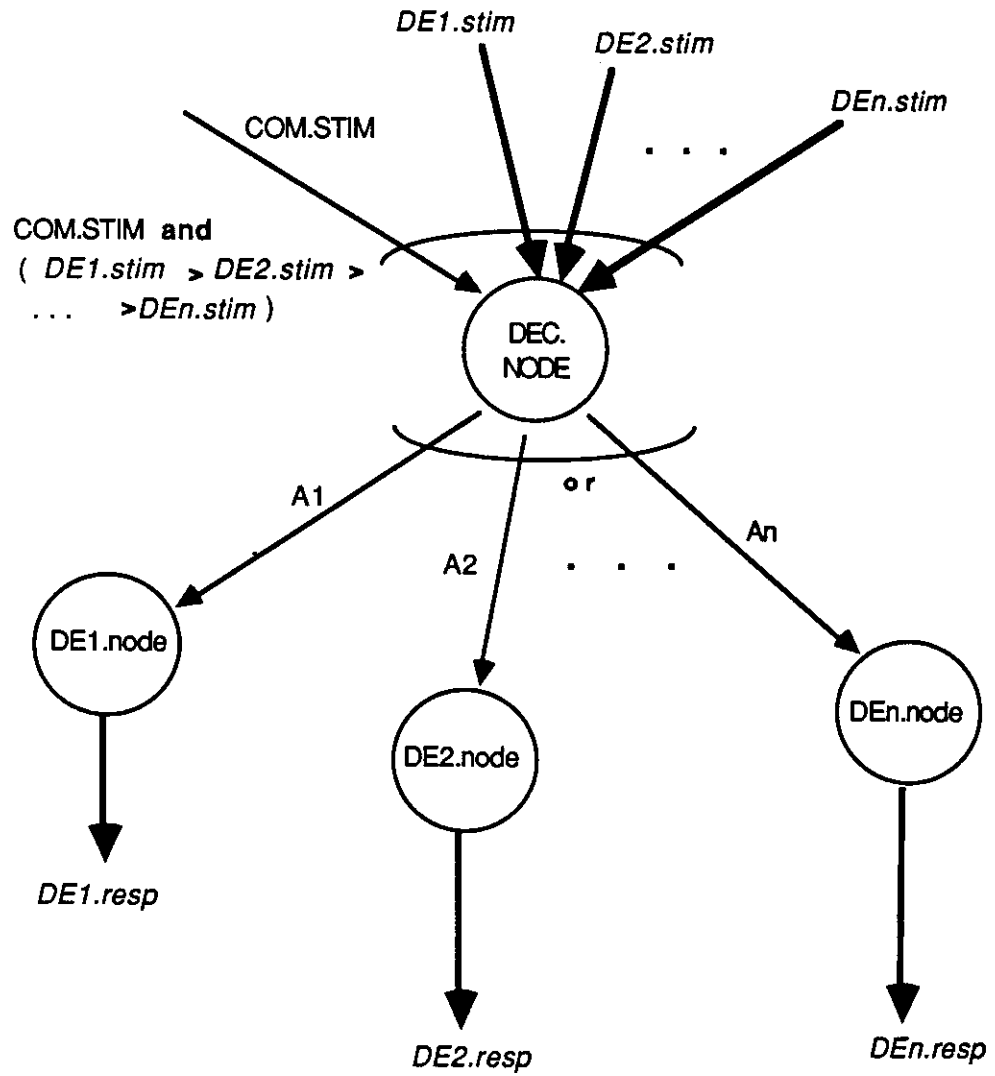 DE1.stim
DE2.stim
DEn.stim
COM.STIM
. . .
COM.STIM and
( DE1.stim > DE2.stim >
... >DEn.stim )
DEC.
NODE
or
A1
A2
. . .
An
DE1.node
DE2.node
DEn.node
DE1.resp
DE2.resp
DEn.resp